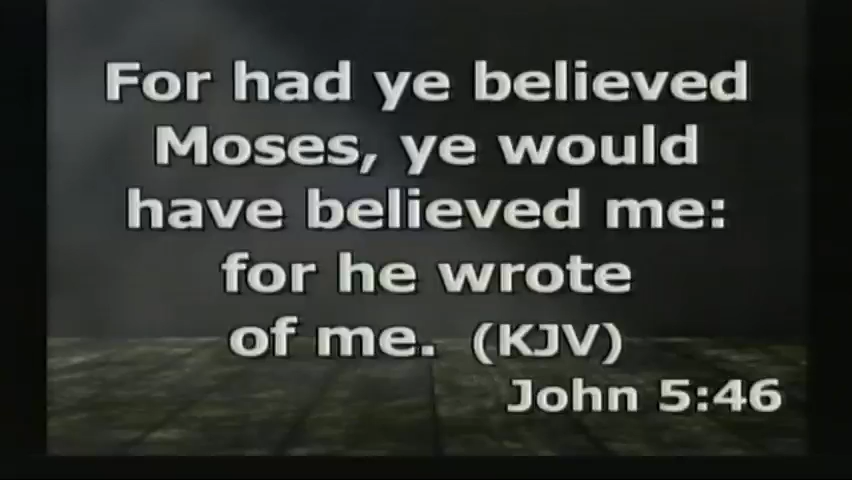 For had ye believed
Moses, ye would
have believed me:
for he wrote
of me. (KJV)
John 5:46